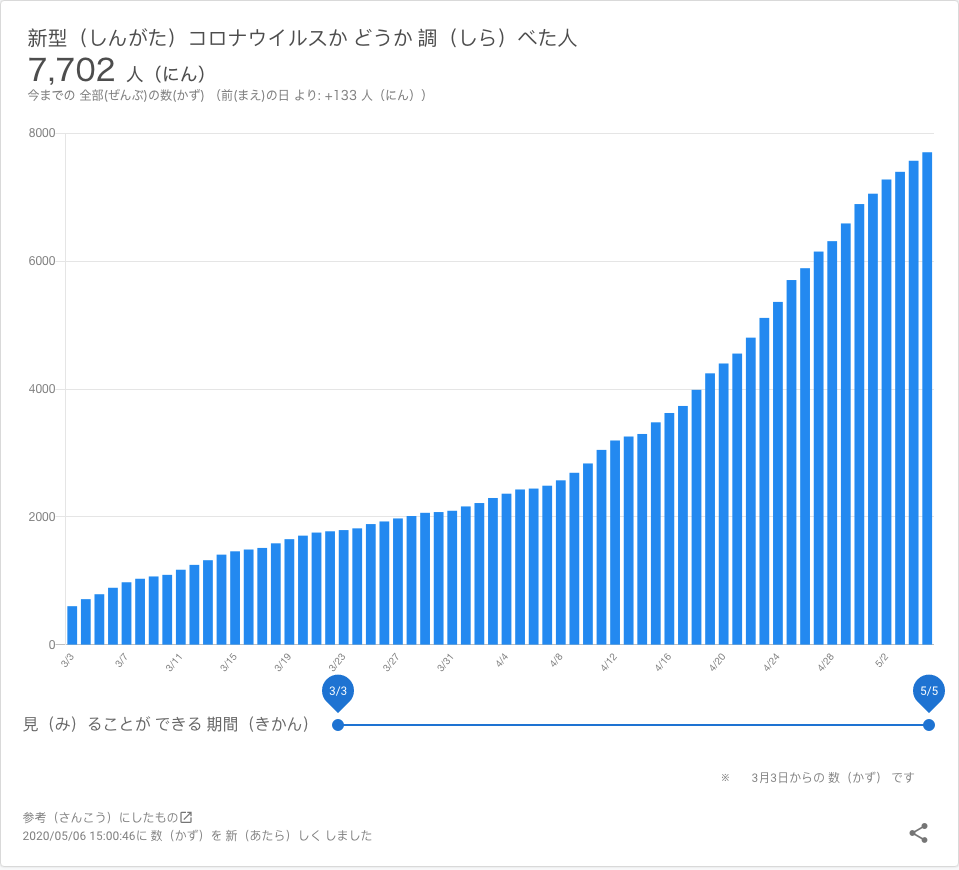 新型（しんがた）コロナウイルスか どうか 調（しら）べた人
7,702 人（にん）
今までの 全部(ぜんぶ)の数(かず) （前(まえ)の日 より: +133 人（にん））
8000
6000
4000
2000
0
3/3 3/7 3/11 3/15 3/19 3/23 3/27 3/31 4/4 4/8 4/12 4/16 4/20 4/24 4/28 5/2
3/3 5/5
見（み）ることが できる 期間（きかん）
※ 3月3日からの 数（かず） です
参考（さんこう）にしたもの
2020/05/06 15:00:46に 数（かず）を 新（あたら）しく しました